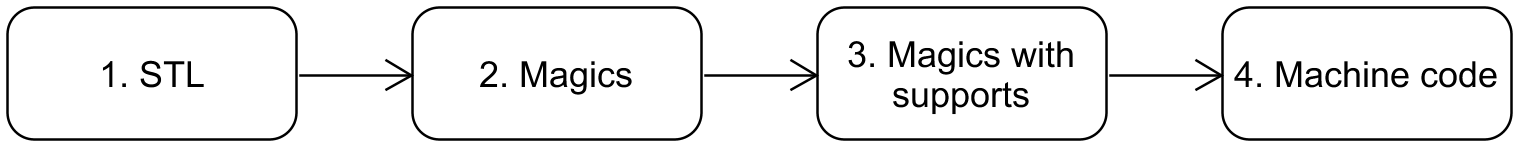 1. STL
2. Magics
3. Magics with
supports
4. Machine code